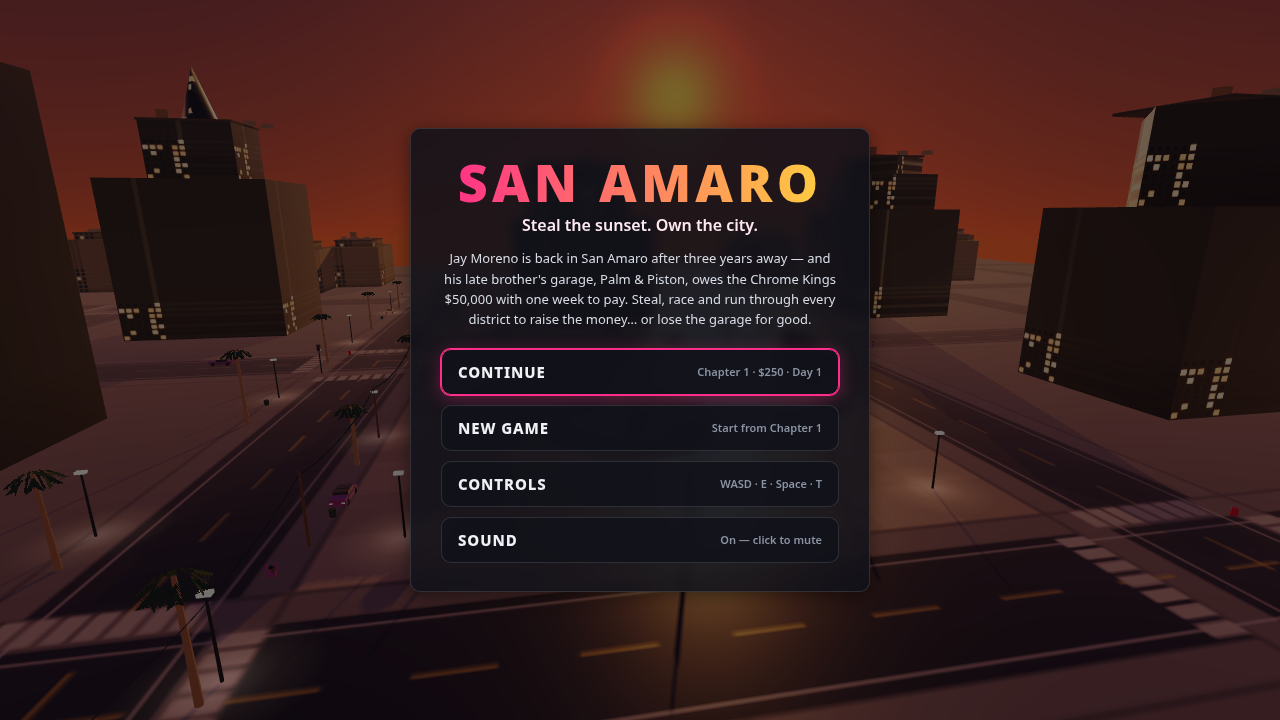 SAN AMARO
Steal the sunset. Own the city.
Jay Moreno is back in San Amaro after three years away — and
his late brother's garage, Palm & Piston, owes the Chrome Kings
$50,000 with one week to pay. Steal, race and run through every
district to raise the money... or lose the garage for good.
CONTINUE Chapter 1 · $250 · Day 1
NEW GAME Start from Chapter 1
CONTROLS WASD · E · Space · T
SOUND On — click to mute